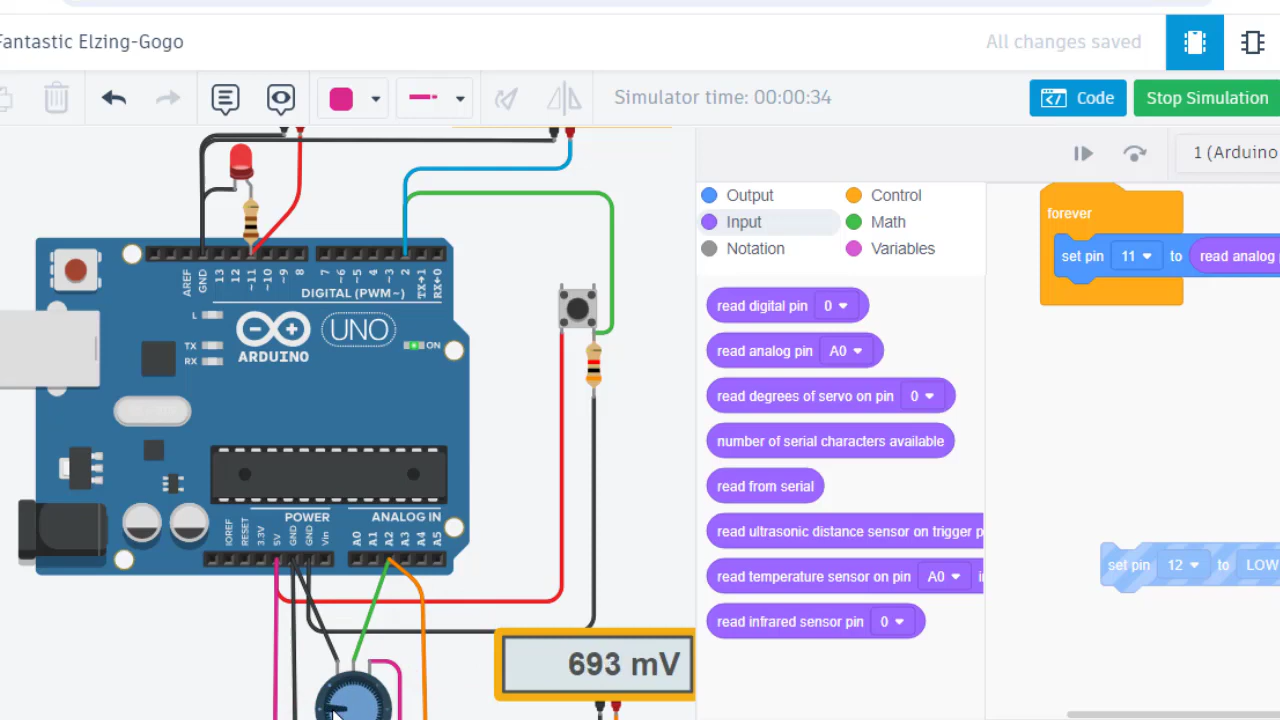 Fantastic Elzing-Gogo
All changes saved
Simulator time: 00:00:34
Code
Stop Simulation
1 (Arduino
Output
Control
Input
Math
Notation
Variables
read digital pin 0
read analog pin A0
read degrees of servo on pin 0
number of serial characters available
read from serial
read ultrasonic distance sensor on trigger p
read temperature sensor on pin A0 i
read infrared sensor pin 0
forever
set pin 11 to read analog p
set pin 12 to LOW
AREF
GND
13
12
~11
~10
~9
8
7
~6
~5
4
~3
2
TX→1
RX←0
DIGITAL (PWM~)
L
TX
RX
ARDUINO
UNO
ON
POWER
ANALOG IN
IOREF
RESET
3.3V
5V
GND
GND
Vin
A0
A1
A2
A3
A4
A5
693 mV